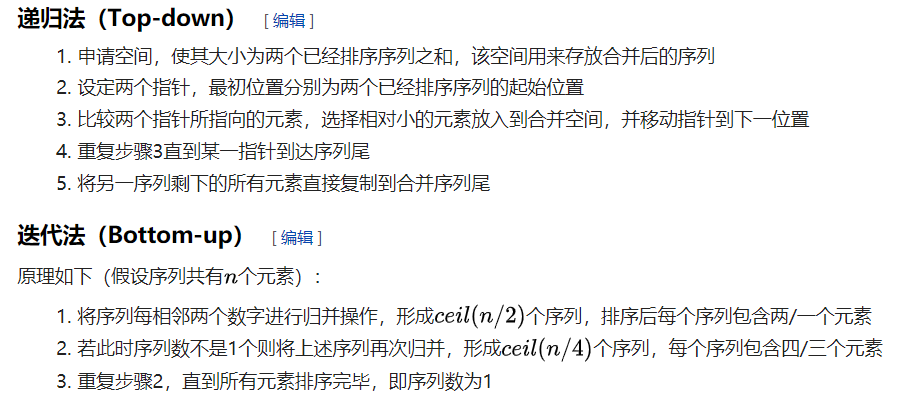 递归法（Top-down） [编辑]
1. 申请空间，使其大小为两个已经排序序列之和，该空间用来存放合并后的序列
2. 设定两个指针，最初位置分别为两个已经排序序列的起始位置
3. 比较两个指针所指向的元素，选择相对小的元素放入到合并空间，并移动指针到下一位置
4. 重复步骤3直到某一指针到达序列尾
5. 将另一序列剩下的所有元素直接复制到合并序列尾
迭代法（Bottom-up） [编辑]
原理如下（假设序列共有n个元素）：
1. 将序列每相邻两个数字进行归并操作，形成ceil(n/2)个序列，排序后每个序列包含两/一个元素
2. 若此时序列数不是1个则将上述序列再次归并，形成ceil(n/4)个序列，每个序列包含四/三个元素
3. 重复步骤2，直到所有元素排序完毕，即序列数为1